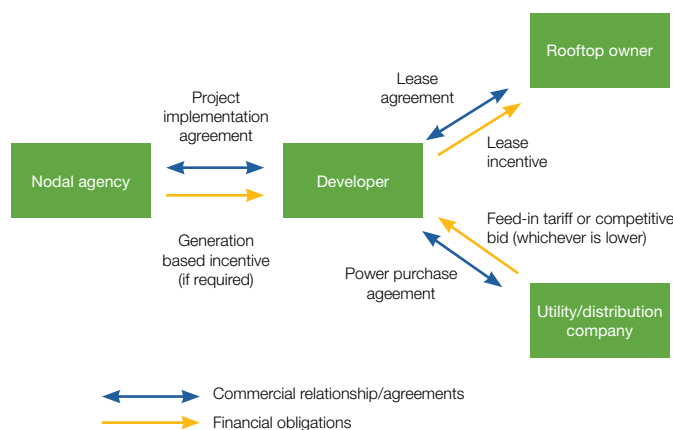 Rooftop owner
Lease
agreement
Project
implementation
agreement
Lease
incentive
Nodal agency
Developer
Feed-in tariff or competitive
bid (whichever is lower)
Generation
based incentive
(if required)
Power purchase
ageement
Utility/distribution
company
Commercial relationship/agreements
Financial obligations